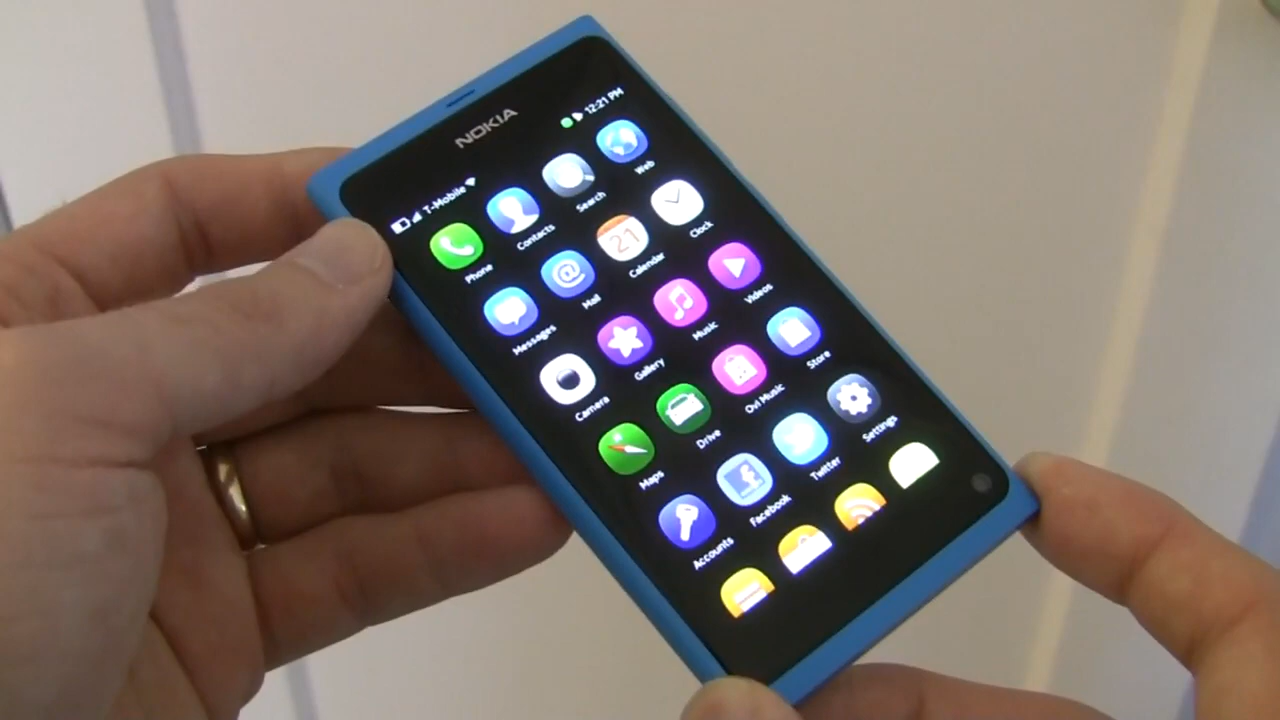 NOKIA
T-Mobile 12:21 PM
Phone Contacts Search Web
Messages Mail Calendar Clock
21
Camera Gallery Music Videos
Maps Drive Ovi Music Store
Accounts Facebook Twitter Settings